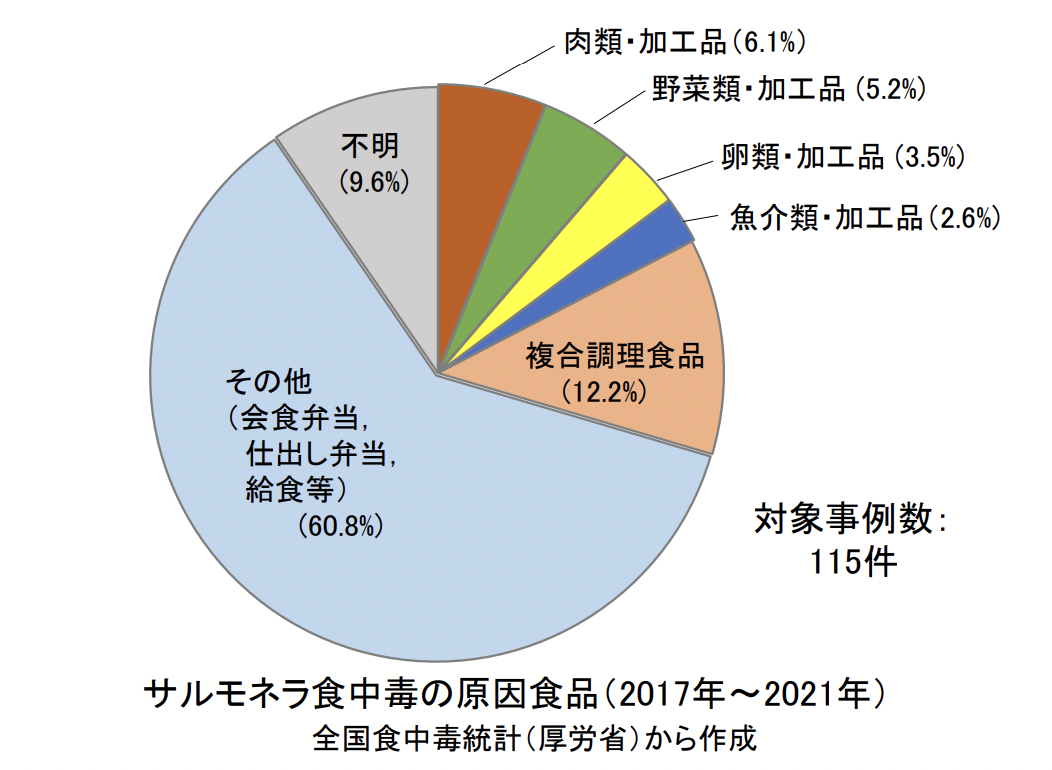 肉類・加工品（6.1%）
野菜類・加工品（5.2%）
卵類・加工品（3.5%）
魚介類・加工品（2.6%）
不明
（9.6%）
複合調理食品
（12.2%）
その他
（会食弁当，
仕出し弁当，
給食等）
（60.8%）
対象事例数：
115件
サルモネラ食中毒の原因食品（2017年～2021年）
全国食中毒統計（厚労省）から作成